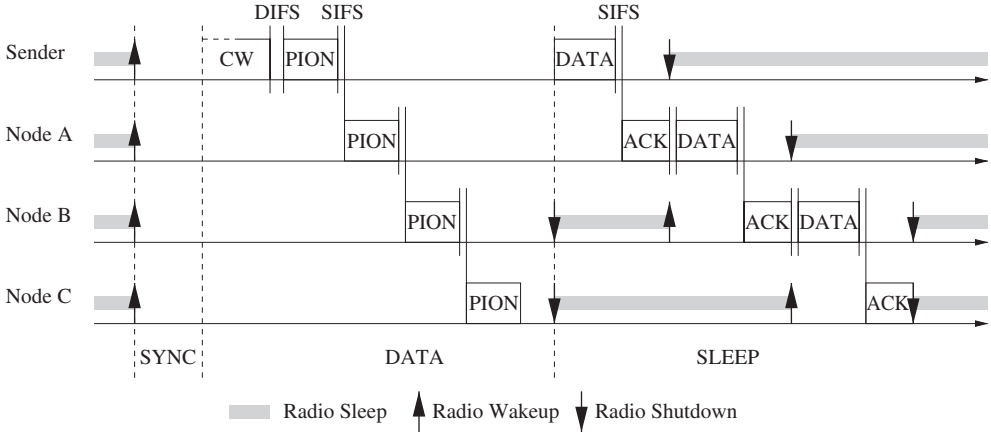 DIFS SIFS SIFS
Sender CW PION DATA
Node A PION ACK DATA
Node B PION ACK DATA
Node C PION ACK
SYNC DATA SLEEP
Radio Sleep Radio Wakeup Radio Shutdown